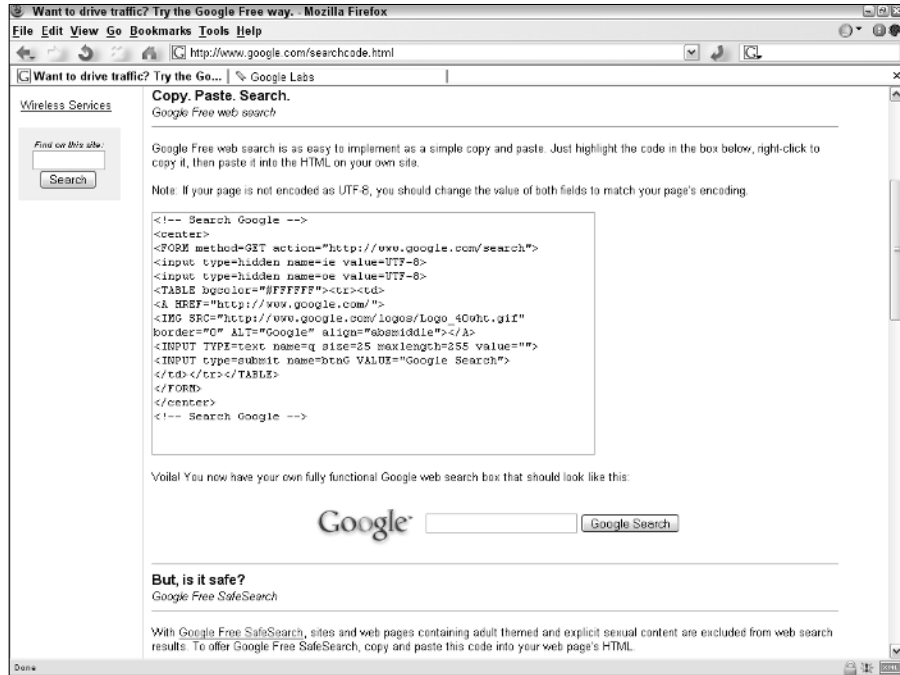 Want to drive traffic? Try the Google Free way. - Mozilla Firefox
File Edit View Go Bookmarks Tools Help
http://www.google.com/searchcode.html
Want to drive traffic? Try the Go...
Google Labs
Wireless Services
Find on this site:
Search
Copy. Paste. Search.
Google Free web search
Google Free web search is as easy to implement as a simple copy and paste. Just highlight the code in the box below, right-click to
copy it, then paste it into the HTML on your own site.
Note: If your page is not encoded as UTF-8, you should change the value of both fields to match your page's encoding.
<!-- Search Google -->
<center>
<FORM method=GET action="http://www.google.com/search">
<input type=hidden name=ie value=UTF-8>
<input type=hidden name=oe value=UTF-8>
<TABLE bgcolor="#FFFFFF"><tr><td>
<A HREF="http://www.google.com/">
<IMG SRC="http://www.google.com/logos/Logo_40wht.gif"
border="0" ALT="Google" align="absmiddle"></A>
<INPUT TYPE=text name=q size=25 maxlength=255 value="">
<INPUT type=submit name=btnG VALUE="Google Search">
</td></tr></TABLE>
</FORM>
</center>
<!-- Search Google -->
Voila! You now have your own fully functional Google web search box that should look like this:
Google™
Google Search
But, is it safe?
Google Free SafeSearch
With Google Free SafeSearch, sites and web pages containing adult themed and explicit sexual content are excluded from web search
results. To offer Google Free SafeSearch, copy and paste this code into your web page's HTML.
Done
XML